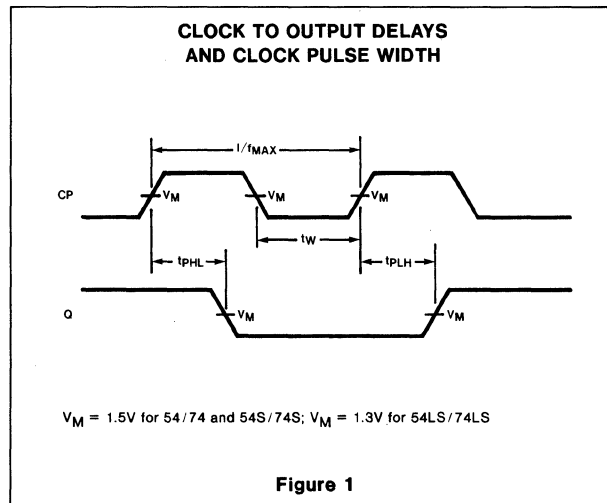 CLOCK TO OUTPUT DELAYS
AND CLOCK PULSE WIDTH
I/fMAX
CP
VM
VM
VM
tW
tPHL
tPLH
Q
VM
VM
VM = 1.5V for 54/74 and 54S/74S; VM = 1.3V for 54LS/74LS
Figure 1